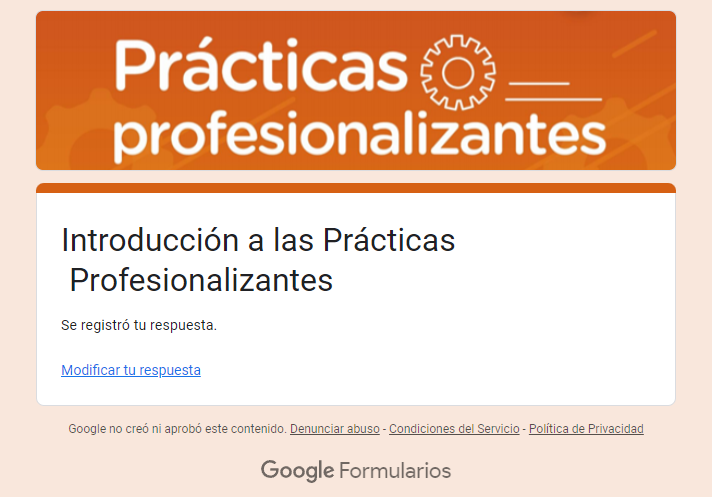 Prácticas
profesionalizantes
Introducción a las Prácticas
Profesionalizantes
Se registró tu respuesta.
Modificar tu respuesta
Google no creó ni aprobó este contenido. Denunciar abuso - Condiciones del Servicio - Política de Privacidad
Google Formularios